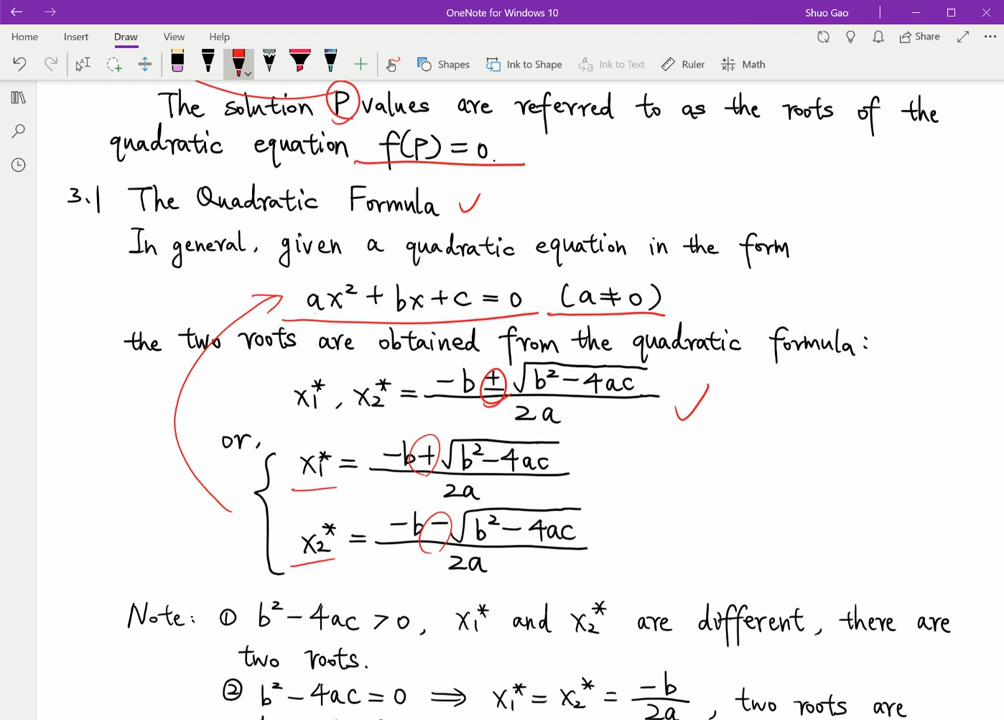 OneNote for Windows 10
Shuo Gao
Home Insert Draw View Help
Share
Shapes Ink to Shape Ink to Text Ruler Math
The solution P values are referred to as the roots of the
quadratic equation f(P) = 0.
3.1 The Quadratic Formula ✓
In general, given a quadratic equation in the form
ax² + bx + c = 0 (a ≠ 0)
the two roots are obtained from the quadratic formula:
x₁*, x₂* = (-b ± √(b² - 4ac)) / 2a ✓
or,
x₁* = (-b + √(b² - 4ac)) / 2a
x₂* = (-b - √(b² - 4ac)) / 2a
Note: ① b² - 4ac > 0, x₁* and x₂* are different, there are
two roots.
② b² - 4ac = 0 ⟹ x₁* = x₂* = -b / 2a, two roots are